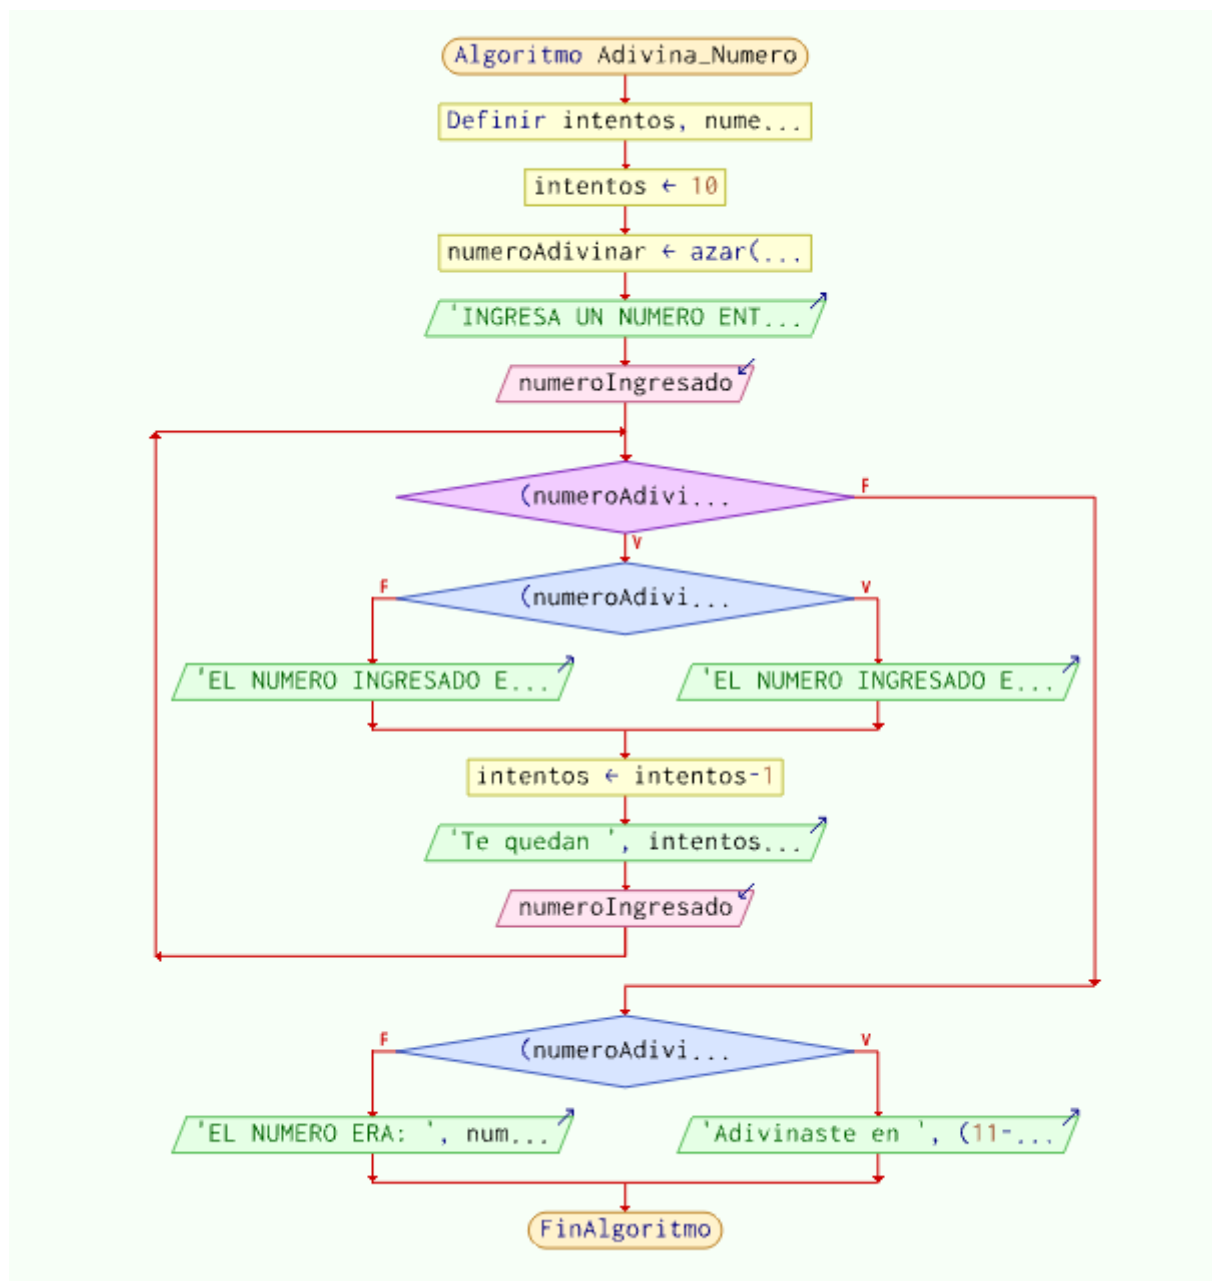 Algoritmo Adivina_Numero
Definir intentos, nume...
intentos ← 10
numeroAdivinar ← azar(...
'INGRESA UN NUMERO ENT...
numeroIngresado
(numeroAdivi...
F
V
(numeroAdivi...
F
V
'EL NUMERO INGRESADO E...
'EL NUMERO INGRESADO E...
intentos ← intentos-1
'Te quedan ', intentos...
numeroIngresado
(numeroAdivi...
F
V
'EL NUMERO ERA: ', num...
'Adivinaste en ', (11-...
FinAlgoritmo